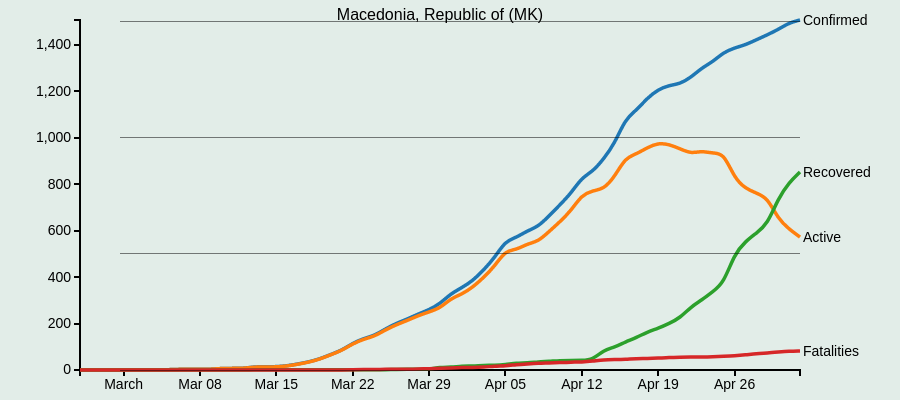 Macedonia, Republic of (MK)
Confirmed
1,400
1,200
1,000
800
600
400
200
0
Recovered
Active
Fatalities
March
Mar 08
Mar 15
Mar 22
Mar 29
Apr 05
Apr 12
Apr 19
Apr 26